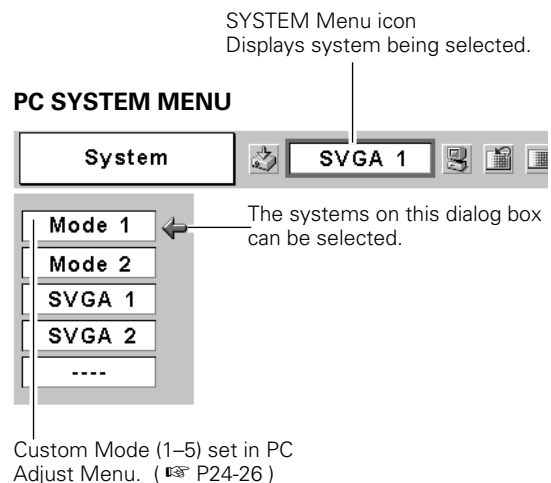 SYSTEM Menu icon
Displays system being selected.
PC SYSTEM MENU
System
SVGA 1
Mode 1
The systems on this dialog box
can be selected.
Mode 2
SVGA 1
SVGA 2
----
Custom Mode (1–5) set in PC
Adjust Menu. ( ☞ P24-26 )